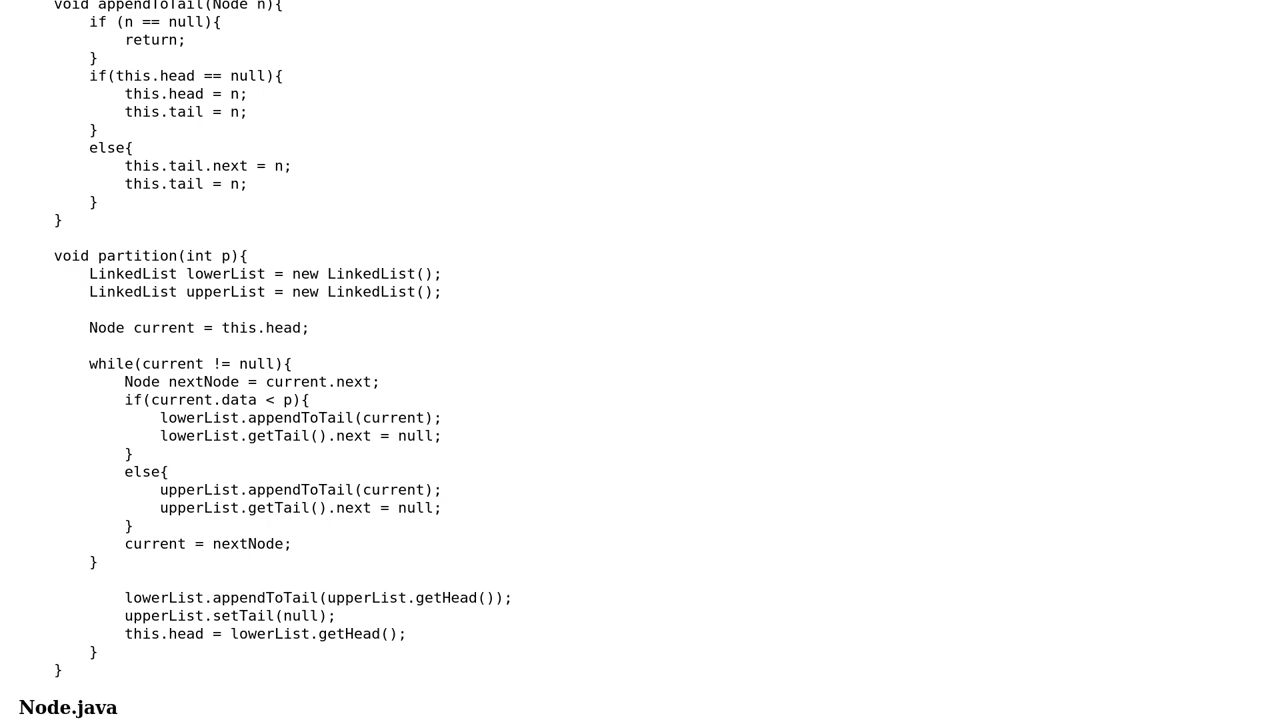 void appendToTail(Node n){
        if (n == null){
            return;
        }
        if(this.head == null){
            this.head = n;
            this.tail = n;
        }
        else{
            this.tail.next = n;
            this.tail = n;
        }
    }

    void partition(int p){
        LinkedList lowerList = new LinkedList();
        LinkedList upperList = new LinkedList();

        Node current = this.head;

        while(current != null){
            Node nextNode = current.next;
            if(current.data < p){
                lowerList.appendToTail(current);
                lowerList.getTail().next = null;
            }
            else{
                upperList.appendToTail(current);
                upperList.getTail().next = null;
            }
            current = nextNode;
        }

            lowerList.appendToTail(upperList.getHead());
            upperList.setTail(null);
            this.head = lowerList.getHead();
        }
    }
Node.java